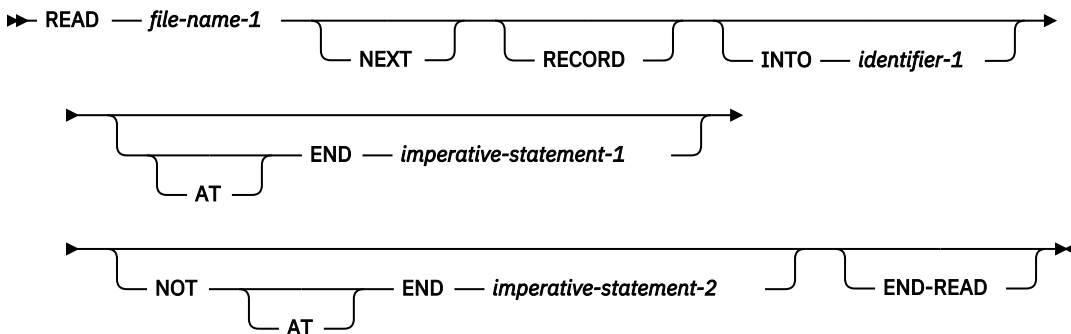 READ file-name-1 NEXT RECORD INTO identifier-1
END imperative-statement-1
AT
NOT END imperative-statement-2 END-READ
AT